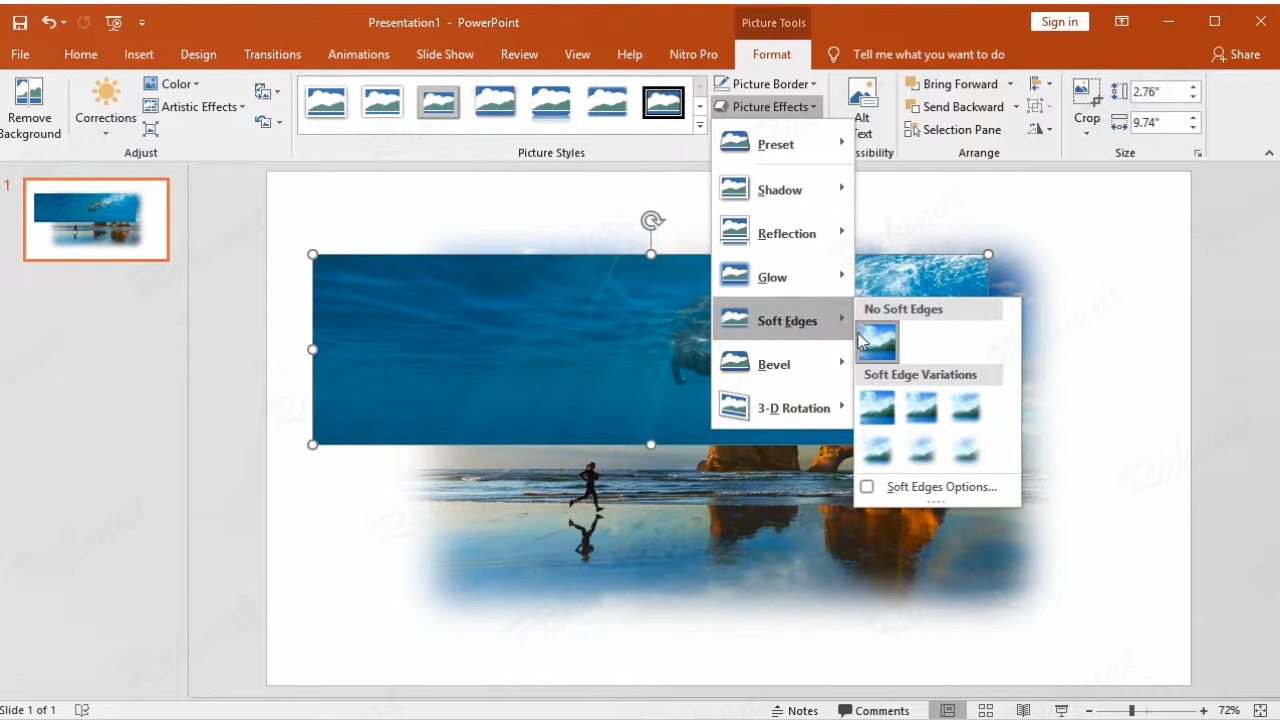 Presentation1 - PowerPoint
Picture Tools
Sign in
File
Home
Insert
Design
Transitions
Animations
Slide Show
Review
View
Help
Nitro Pro
Format
Tell me what you want to do
Share
Remove
Background
Corrections
Color
Artistic Effects
Adjust
Picture Styles
Picture Border
Picture Effects
Alt
Text
ssibility
Bring Forward
Send Backward
Selection Pane
Arrange
Crop
2.76"
9.74"
Size
1
Preset
Shadow
Reflection
Glow
Soft Edges
Bevel
3-D Rotation
No Soft Edges
Soft Edge Variations
Soft Edges Options...
Slide 1 of 1
Notes
Comments
72%